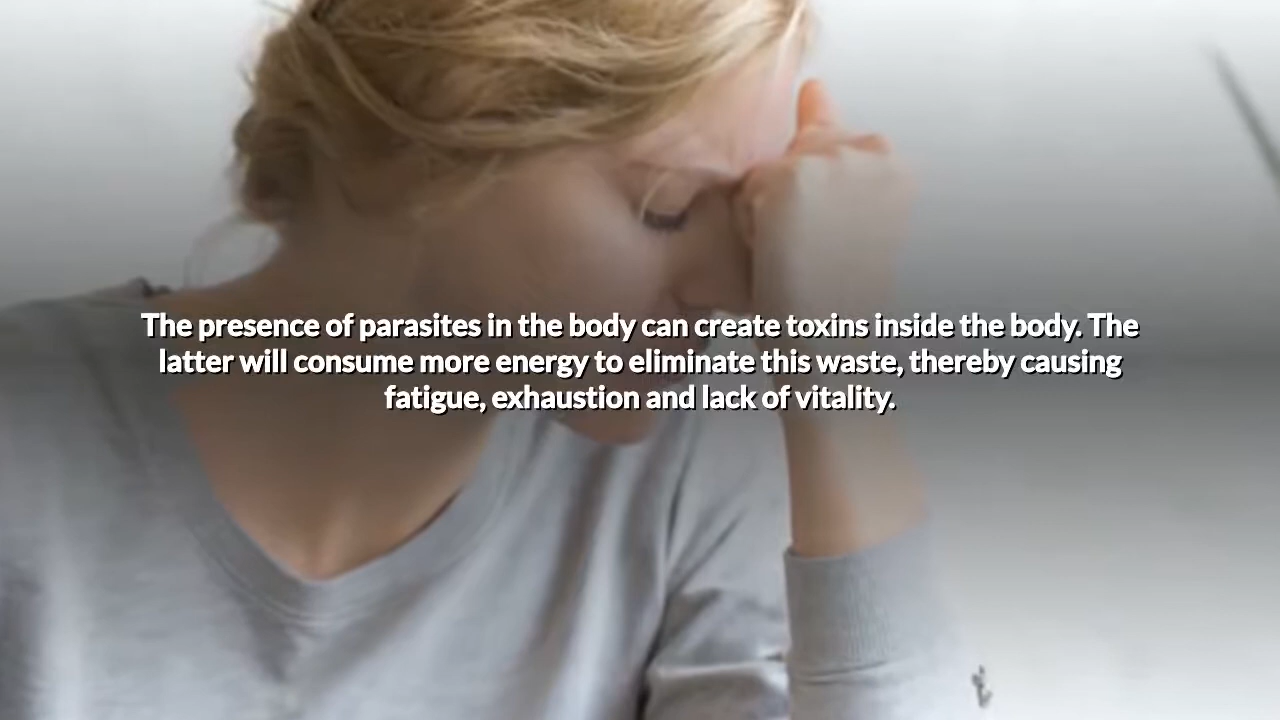 The presence of parasites in the body can create toxins inside the body. The
latter will consume more energy to eliminate this waste, thereby causing
fatigue, exhaustion and lack of vitality.